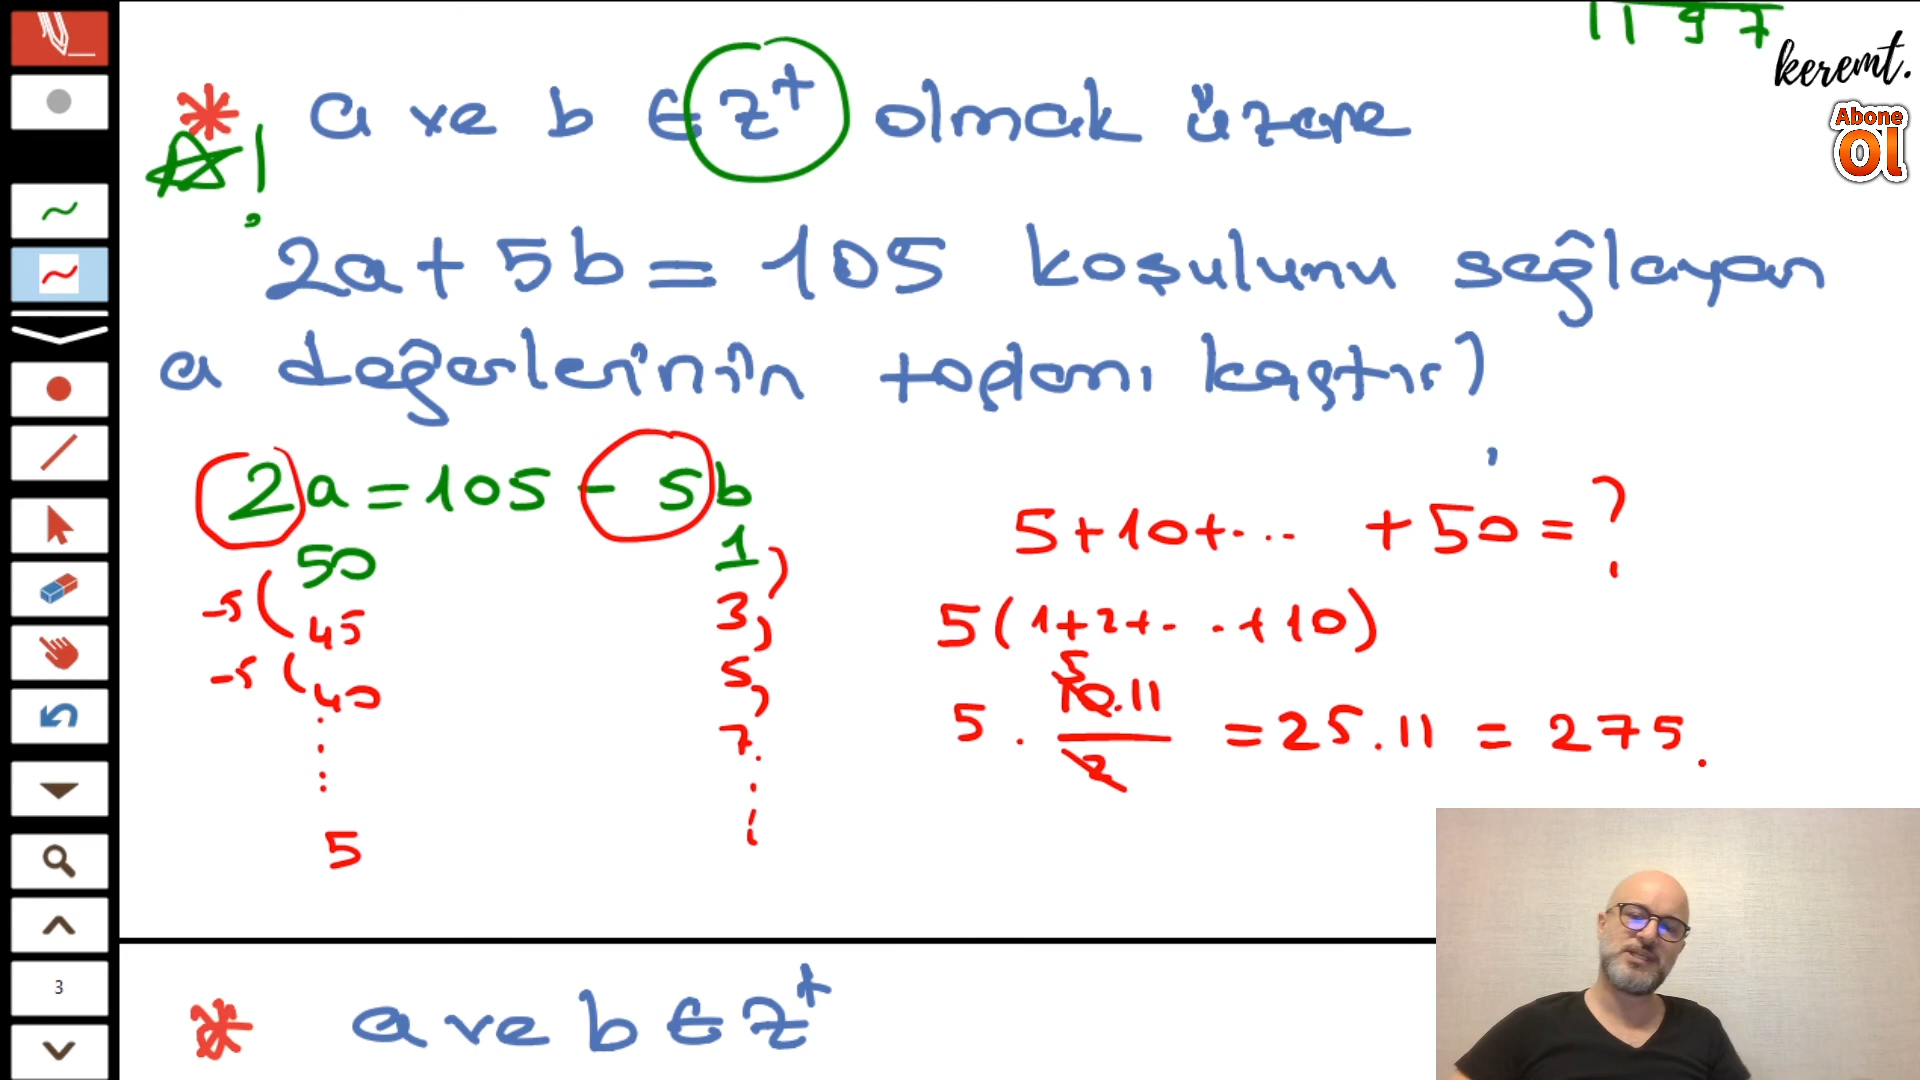 1197
keremt.
Abone
Ol
* a ve b ∈ Z⁺ olmak üzere
!
2a + 5b = 105 koşulunu sağlayan
a değerlerinin toplamı kaçtır?
2a = 105 - 5b
50 1
-5 45 3
-5 40 5
7
5
5+10+... +50 = ?
5(1+2+...+10)
5 . 10.11 / 2 = 25.11 = 275.
5
* a ve b ∈ Z⁺
3